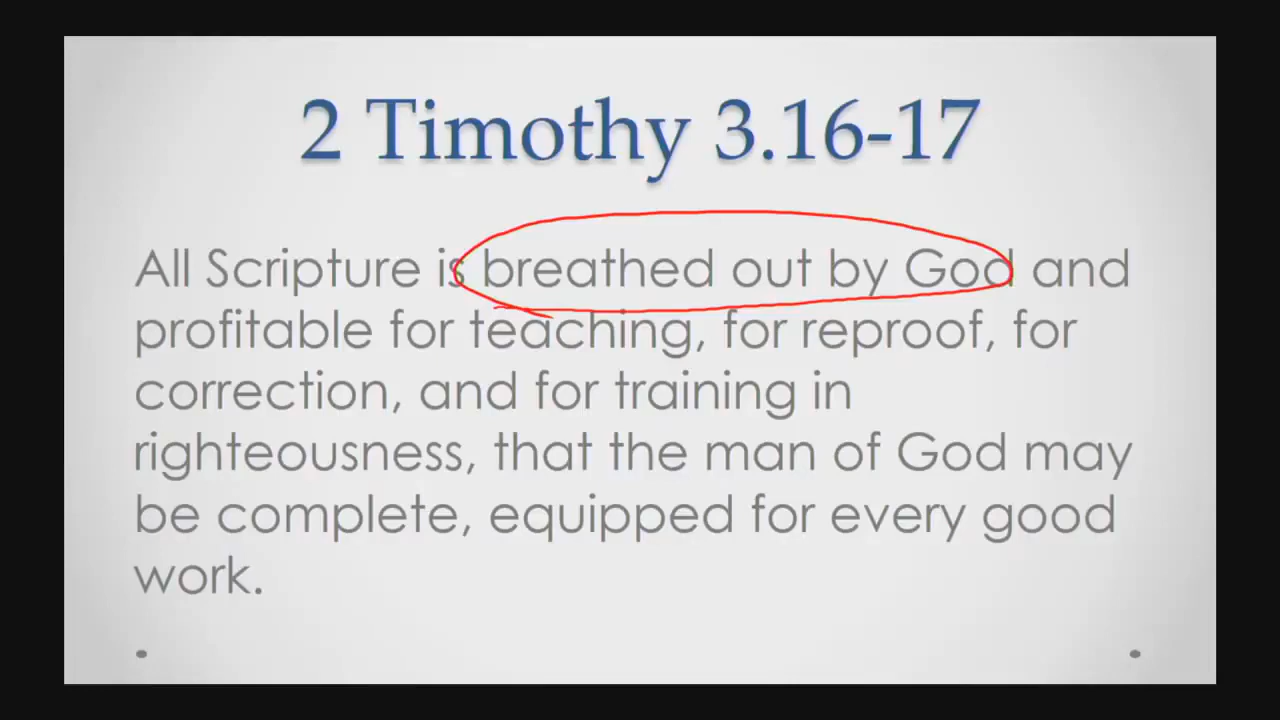 2 Timothy 3.16-17
All Scripture is breathed out by God and
profitable for teaching, for reproof, for
correction, and for training in
righteousness, that the man of God may
be complete, equipped for every good
work.